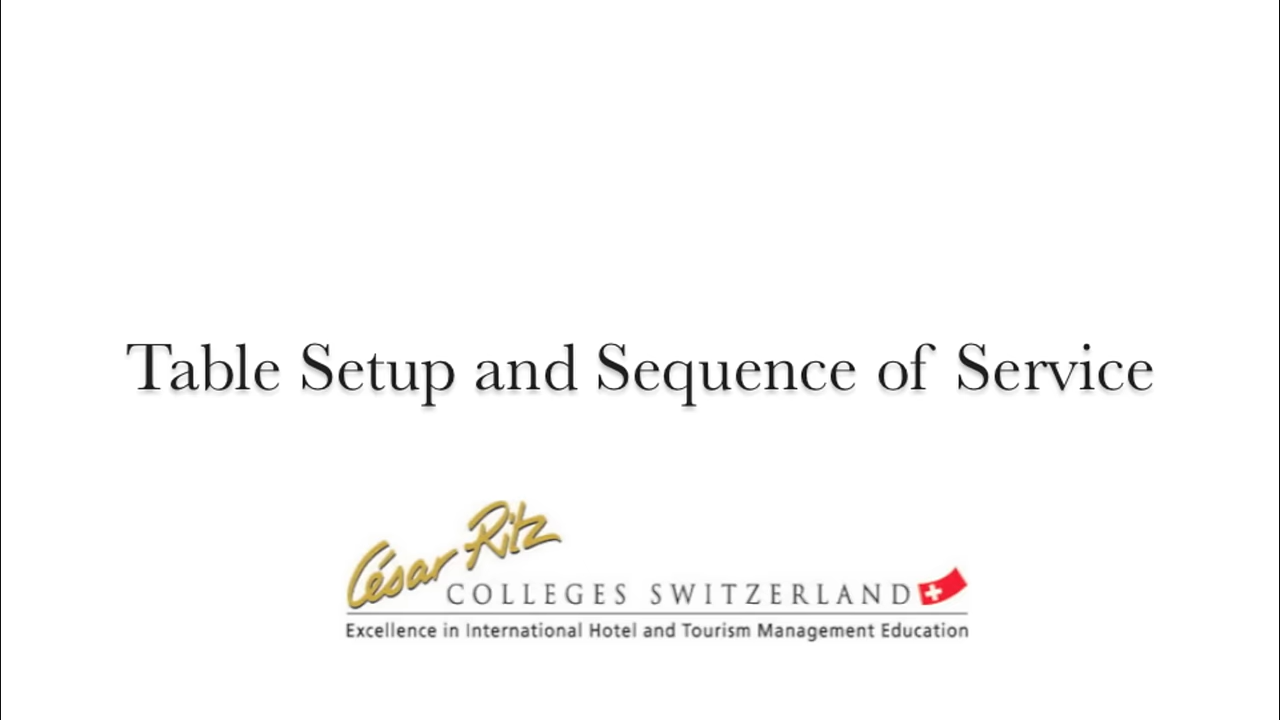 Table Setup and Sequence of Service
César Ritz
COLLEGES SWITZERLAND
Excellence in International Hotel and Tourism Management Education